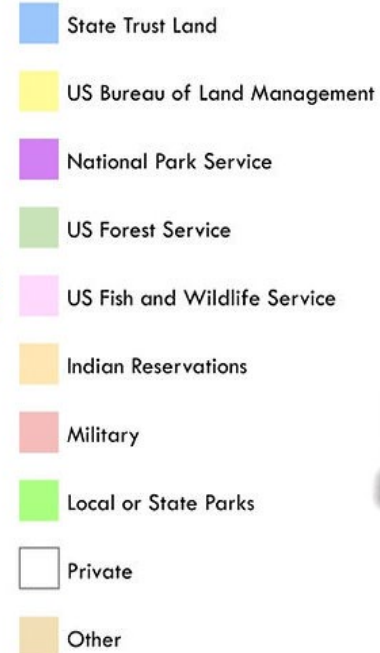 State Trust Land
US Bureau of Land Management
National Park Service
US Forest Service
US Fish and Wildlife Service
Indian Reservations
Military
Local or State Parks
Private
Other